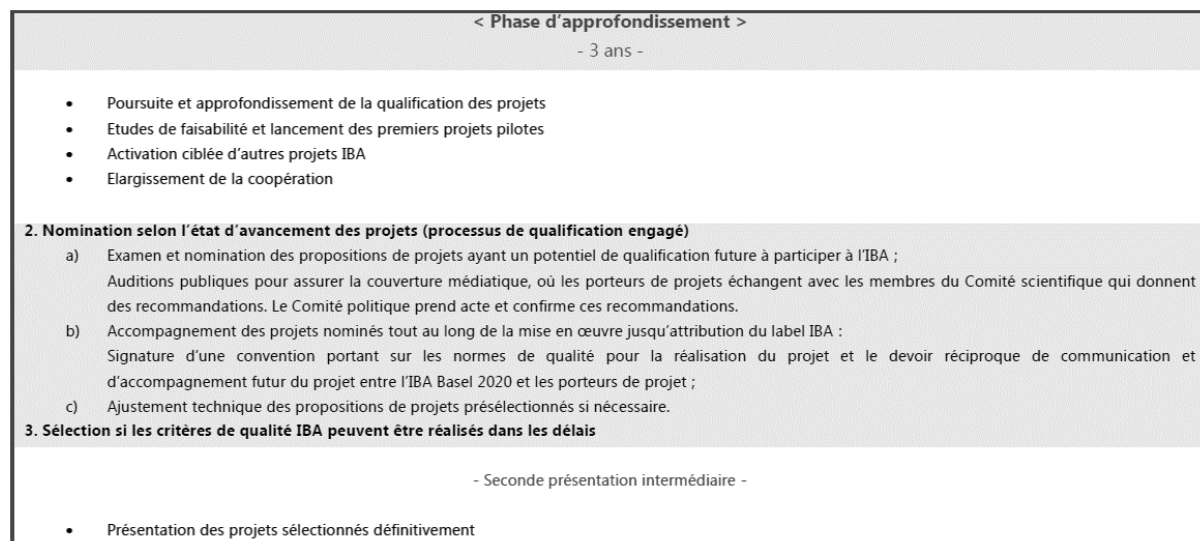 < Phase d’approfondissement >
- 3 ans -
• Poursuite et approfondissement de la qualification des projets
• Etudes de faisabilité et lancement des premiers projets pilotes
• Activation ciblée d’autres projets IBA
• Elargissement de la coopération
2. Nomination selon l’état d’avancement des projets (processus de qualification engagé)
a) Examen et nomination des propositions de projets ayant un potentiel de qualification future à participer à l’IBA ;
Auditions publiques pour assurer la couverture médiatique, où les porteurs de projets échangent avec les membres du Comité scientifique qui donnent
des recommandations. Le Comité politique prend acte et confirme ces recommandations.
b) Accompagnement des projets nominés tout au long de la mise en œuvre jusqu’attribution du label IBA :
Signature d’une convention portant sur les normes de qualité pour la réalisation du projet et le devoir réciproque de communication et
d’accompagnement futur du projet entre l’IBA Basel 2020 et les porteurs de projet ;
c) Ajustement technique des propositions de projets présélectionnés si nécessaire.
3. Sélection si les critères de qualité IBA peuvent être réalisés dans les délais
- Seconde présentation intermédiaire -
• Présentation des projets sélectionnés définitivement